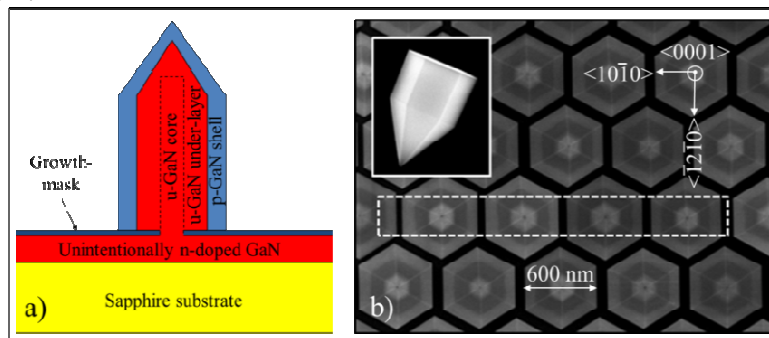 u-GaN core
u-GaN under-layer
p-GaN shell
Growth-
mask
Unintentionally n-doped GaN
Sapphire substrate
a)
<0001>
<101̄0>
<1̄21̄0>
600 nm
b)